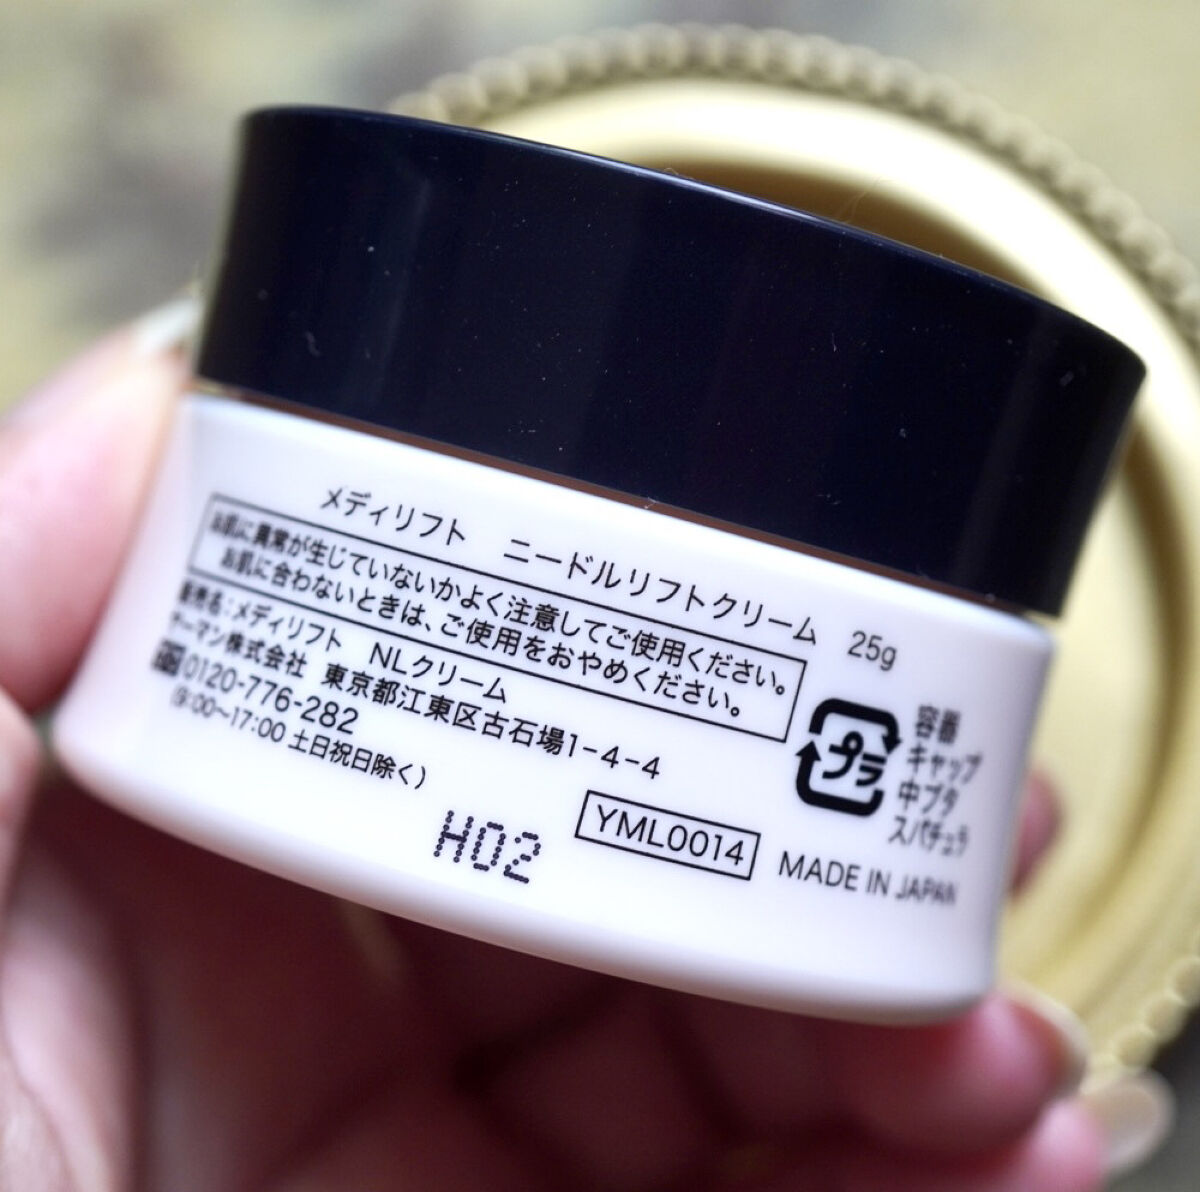 メディリフト　ニードルリフトクリーム　25g
お肌に異常が生じていないかよく注意してご使用ください。
お肌に合わないときは、ご使用をおやめください。
販売名：メディリフト　NLクリーム
ヤーマン株式会社　東京都江東区古石場1-4-4
0120-776-282
(9:00〜17:00 土日祝日除く)
プラ
容器
キャップ
中ブタ
スパチュラ
H02
YML0014
MADE IN JAPAN